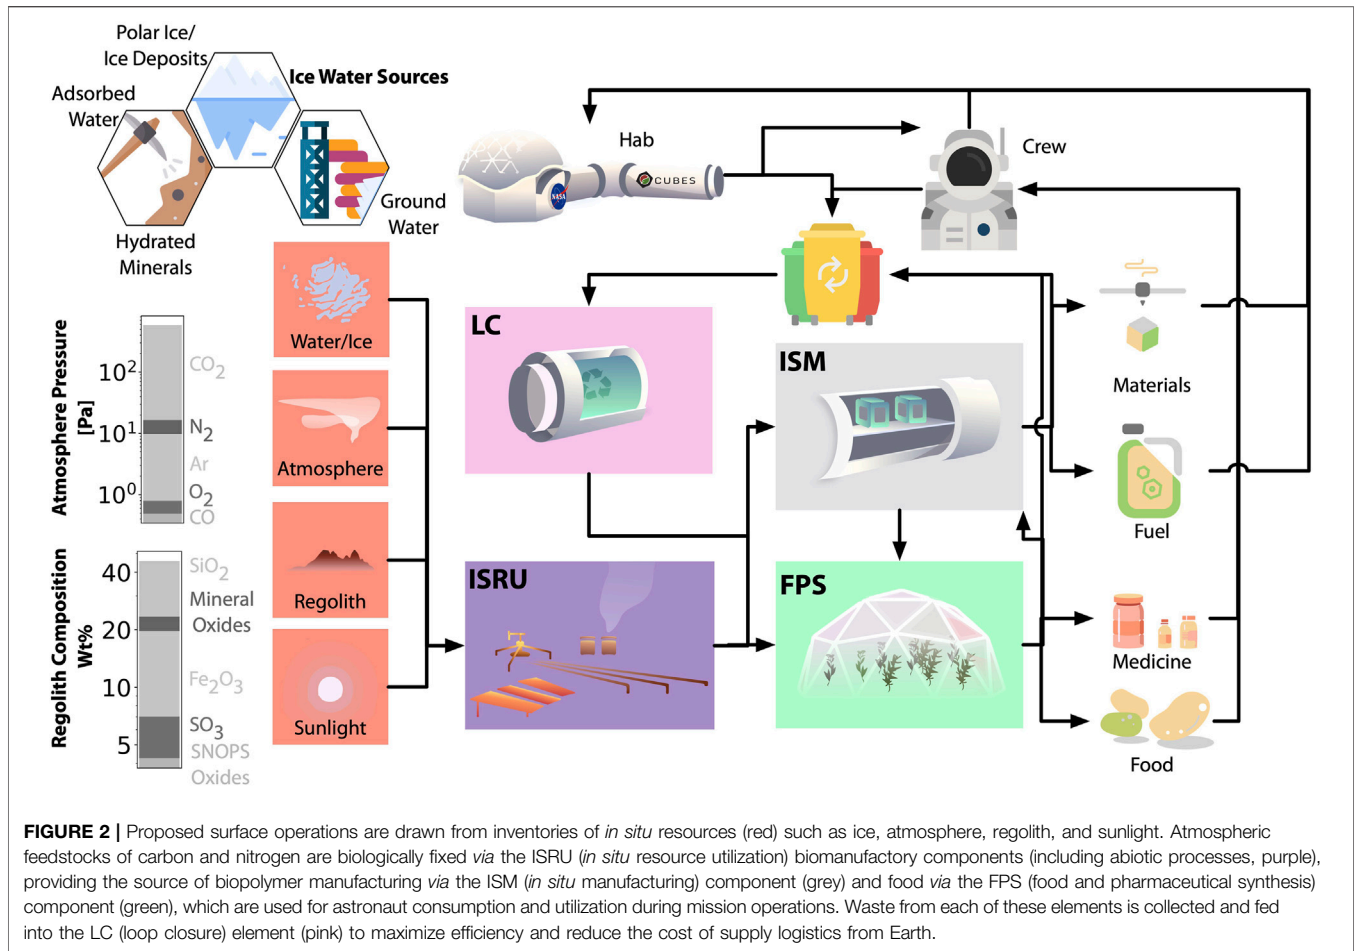 Polar Ice/
Ice Deposits
Ice Water Sources
Adsorbed
Water
Hydrated
Minerals
Ground
Water
Hab
NASA
CUBES
Crew
Atmosphere Pressure
[Pa]
10²
10¹
10⁰
CO₂
N₂
Ar
O₂
CO
Regolith Composition
Wt%
40
20
10
5
SiO₂
Mineral
Oxides
Fe₂O₃
SO₃
SNOPS
Oxides
Water/Ice
Atmosphere
Regolith
Sunlight
LC
ISM
ISRU
FPS
Materials
Fuel
Medicine
Food
FIGURE 2 | Proposed surface operations are drawn from inventories of in situ resources (red) such as ice, atmosphere, regolith, and sunlight. Atmospheric
feedstocks of carbon and nitrogen are biologically fixed via the ISRU (in situ resource utilization) biomanufactory components (including abiotic processes, purple),
providing the source of biopolymer manufacturing via the ISM (in situ manufacturing) component (grey) and food via the FPS (food and pharmaceutical synthesis)
component (green), which are used for astronaut consumption and utilization during mission operations. Waste from each of these elements is collected and fed
into the LC (loop closure) element (pink) to maximize efficiency and reduce the cost of supply logistics from Earth.